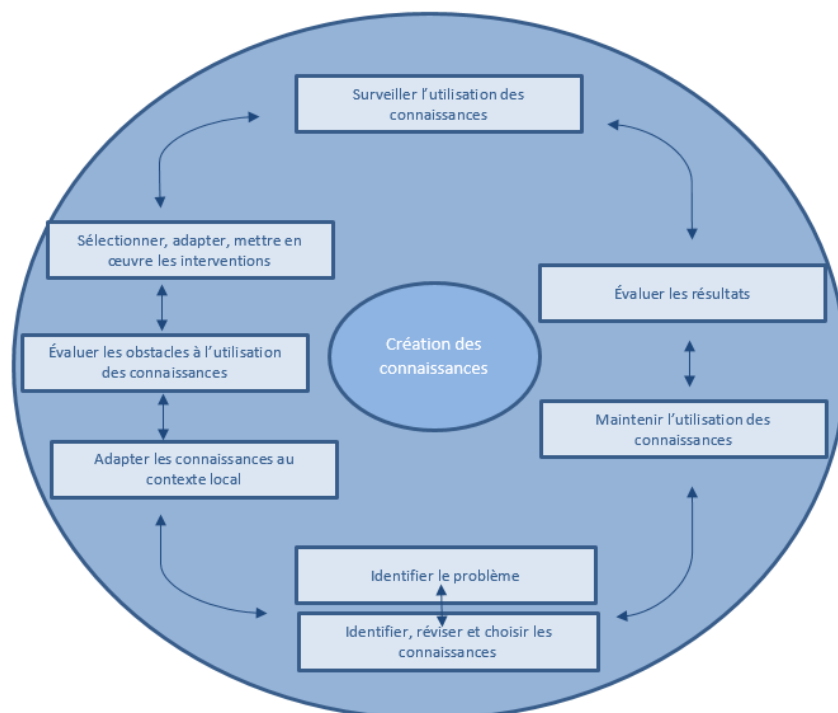 Surveiller l’utilisation des
connaissances
Sélectionner, adapter, mettre en
œuvre les interventions
Évaluer les résultats
Évaluer les obstacles à l’utilisation
des connaissances
Création des
connaissances
Maintenir l’utilisation des
connaissances
Adapter les connaissances au
contexte local
Identifier le problème
Identifier, réviser et choisir les
connaissances